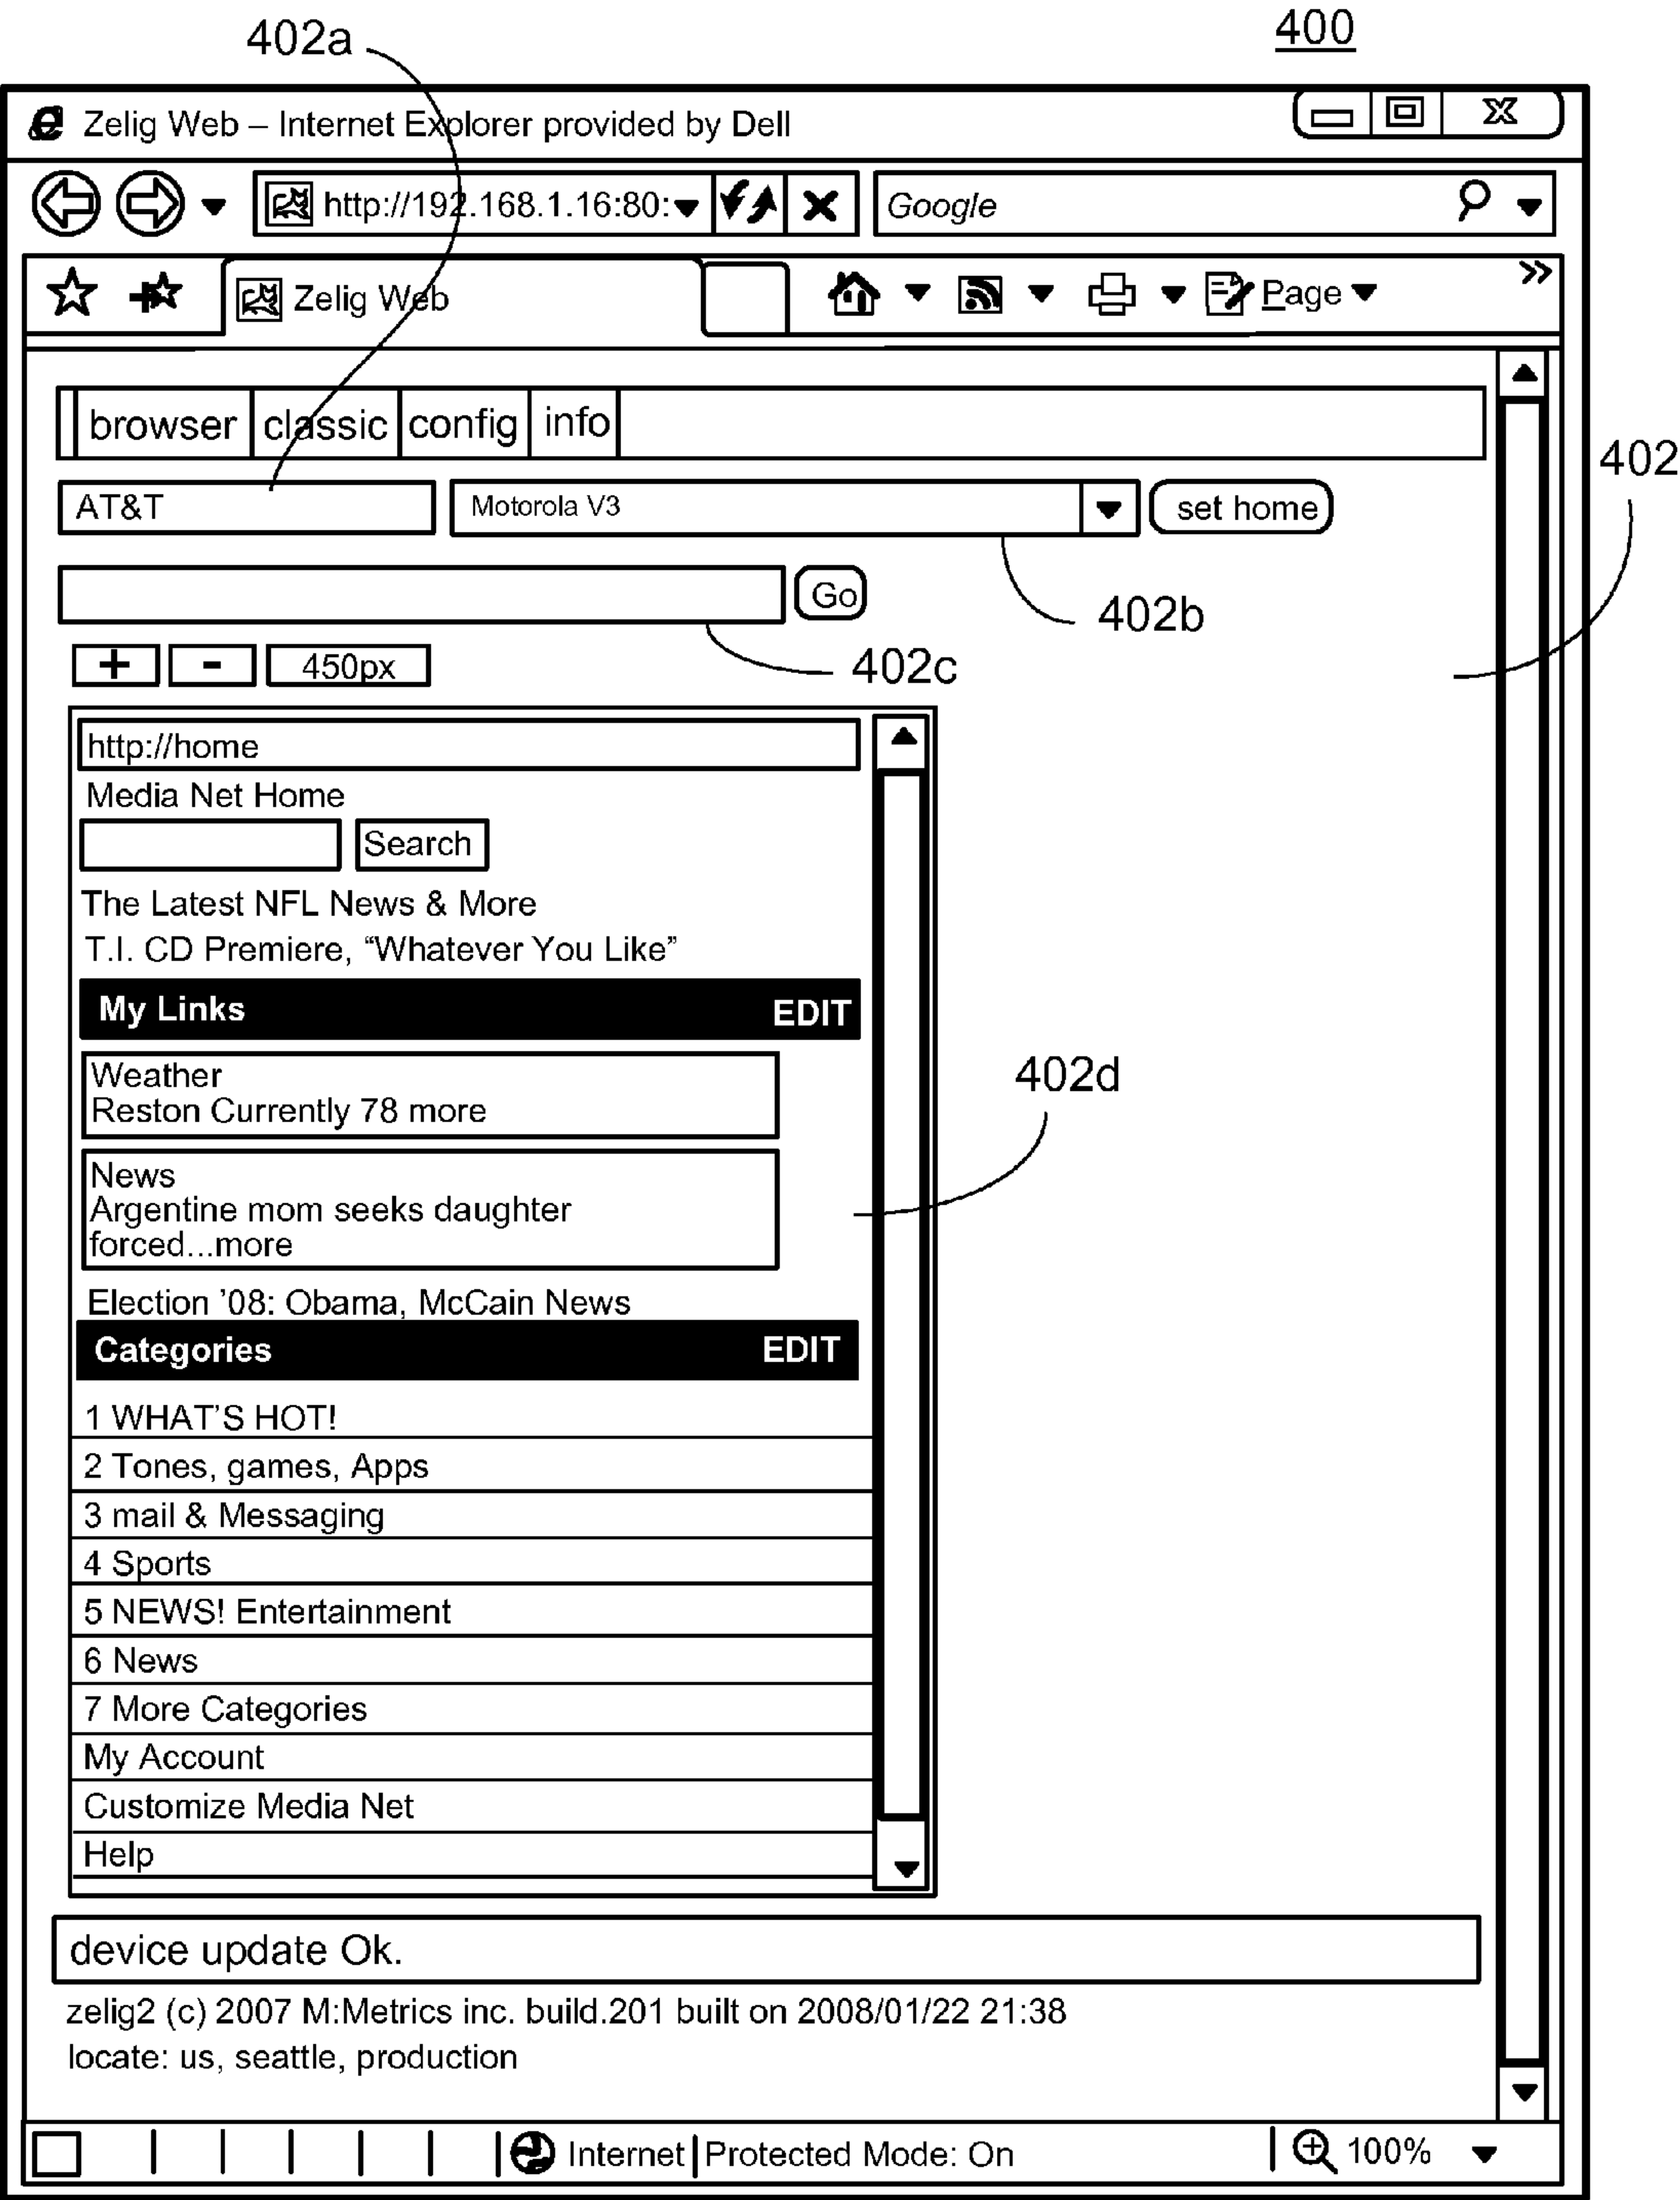 402a
400
Zelig Web – Internet Explorer provided by Dell
http://192.168.1.16:80:
Google
Zelig Web
Page
browser classic config info
402
AT&T Motorola V3 set home
Go
402b
+ - 450px
402c
http://home
Media Net Home
Search
The Latest NFL News & More
T.I. CD Premiere, “Whatever You Like”
My Links EDIT
Weather
Reston Currently 78 more
402d
News
Argentine mom seeks daughter
forced...more
Election ’08: Obama, McCain News
Categories EDIT
1 WHAT’S HOT!
2 Tones, games, Apps
3 mail & Messaging
4 Sports
5 NEWS! Entertainment
6 News
7 More Categories
My Account
Customize Media Net
Help
device update Ok.
zelig2 (c) 2007 M:Metrics inc. build.201 built on 2008/01/22 21:38
locate: us, seattle, production
Internet Protected Mode: On 100%